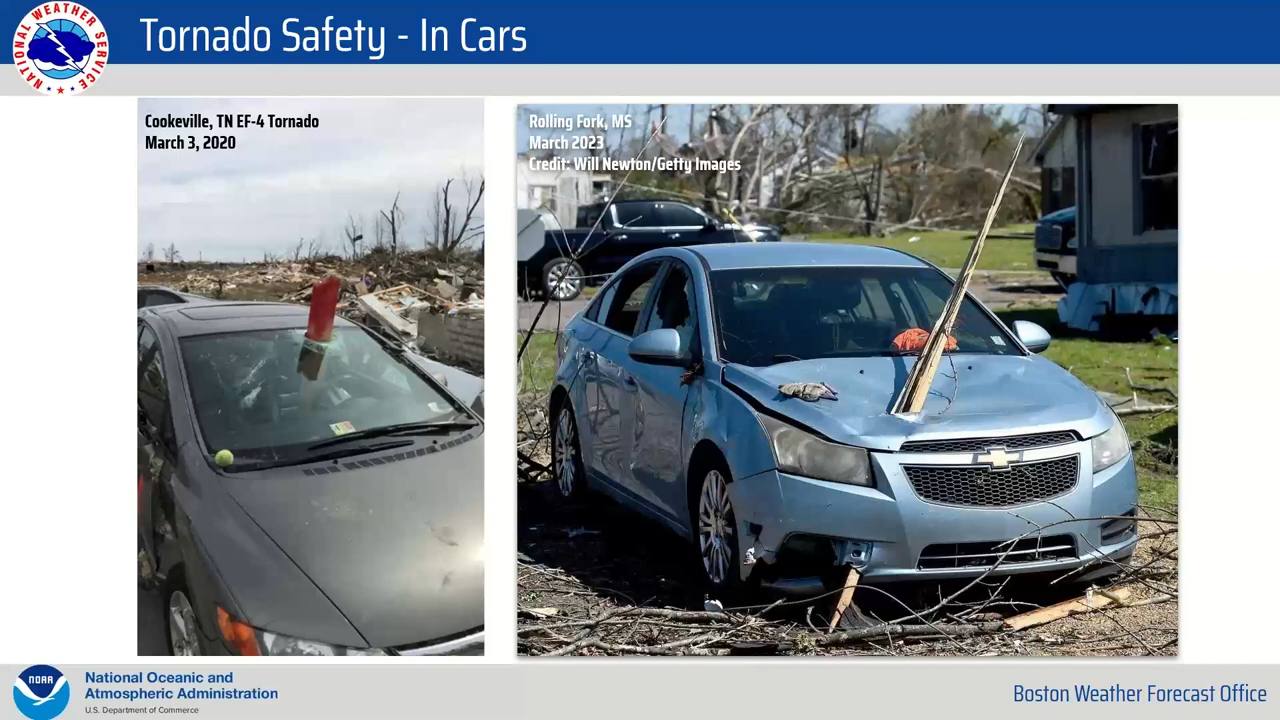 NATIONAL WEATHER SERVICE
Tornado Safety - In Cars
Cookeville, TN EF-4 Tornado
March 3, 2020
Rolling Fork, MS
March 2023
Credit: Will Newton/Getty Images
NOAA
National Oceanic and
Atmospheric Administration
U.S. Department of Commerce
Boston Weather Forecast Office